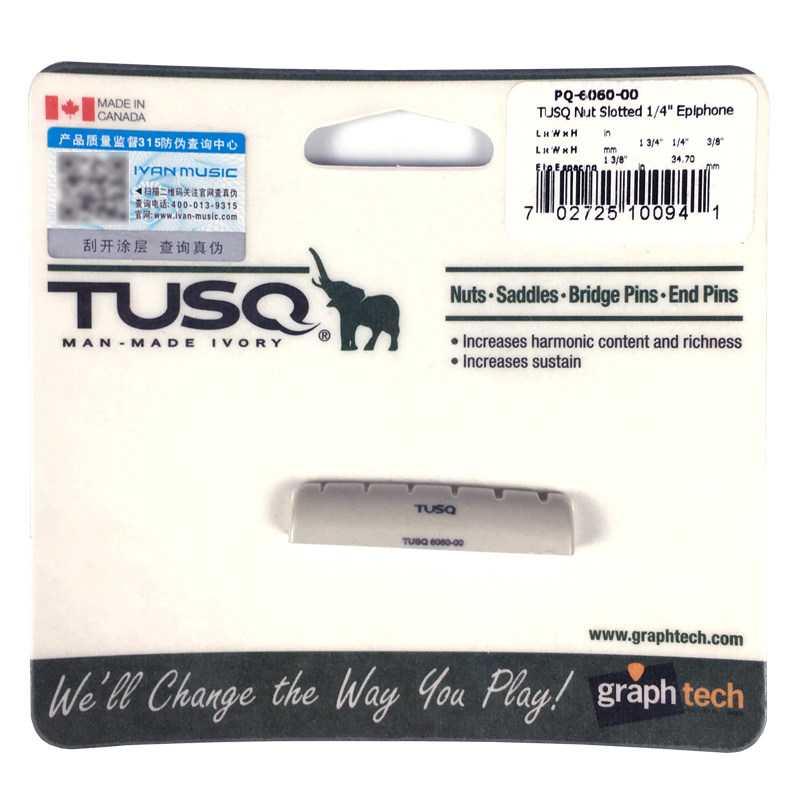 MADE IN
CANADA
产品质量监督315防伪查询中心
IVAN MUSIC
◀扫描二维码关注官网查真伪
查询电话:400-013-9315
官网:www.ivan-music.com
刮开涂层 查询真伪
PQ-6060-00
TUSQ Nut Slotted 1/4" Epiphone
L x W x H in
1 3/4" 1/4" 3/8"
L x W x H mm
E to E spacing 1 3/8" 34.70 mm
7 02725 10094 1
TUSQ
MAN-MADE IVORY ®
Nuts • Saddles • Bridge Pins • End Pins
• Increases harmonic content and richness
• Increases sustain
TUSQ
TUSQ 6060-00
www.graphtech.com
We'll Change the Way You Play!
graph tech